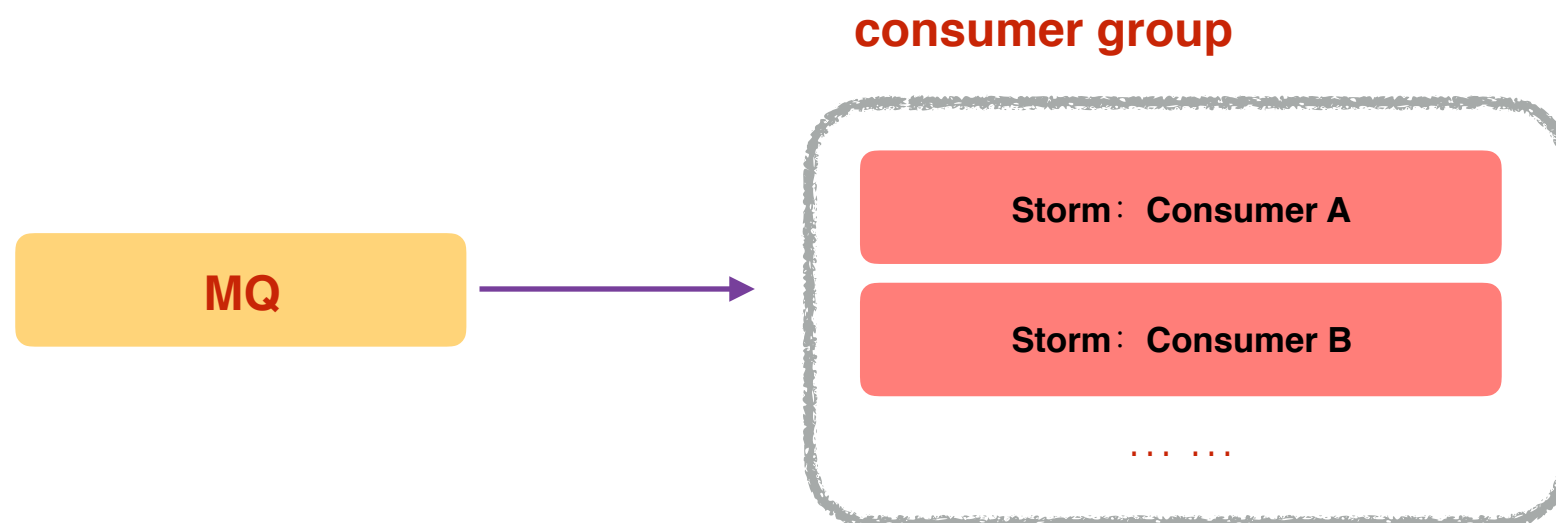 consumer group
Storm： Consumer A
MQ
Storm： Consumer B
... ...